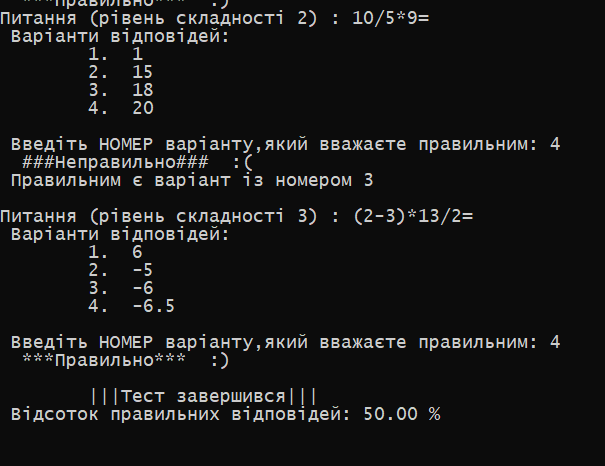 ***Правильно*** :)
Питання (рівень складності 2) : 10/5*9=
Варіанти відповідей:
1. 1
2. 15
3. 18
4. 20
Введіть НОМЕР варіанту,який вважаєте правильним: 4
###Неправильно### :(
Правильним є варіант із номером 3
Питання (рівень складності 3) : (2-3)*13/2=
Варіанти відповідей:
1. 6
2. -5
3. -6
4. -6.5
Введіть НОМЕР варіанту,який вважаєте правильним: 4
***Правильно*** :)
|||Тест завершився|||
Відсоток правильних відповідей: 50.00 %